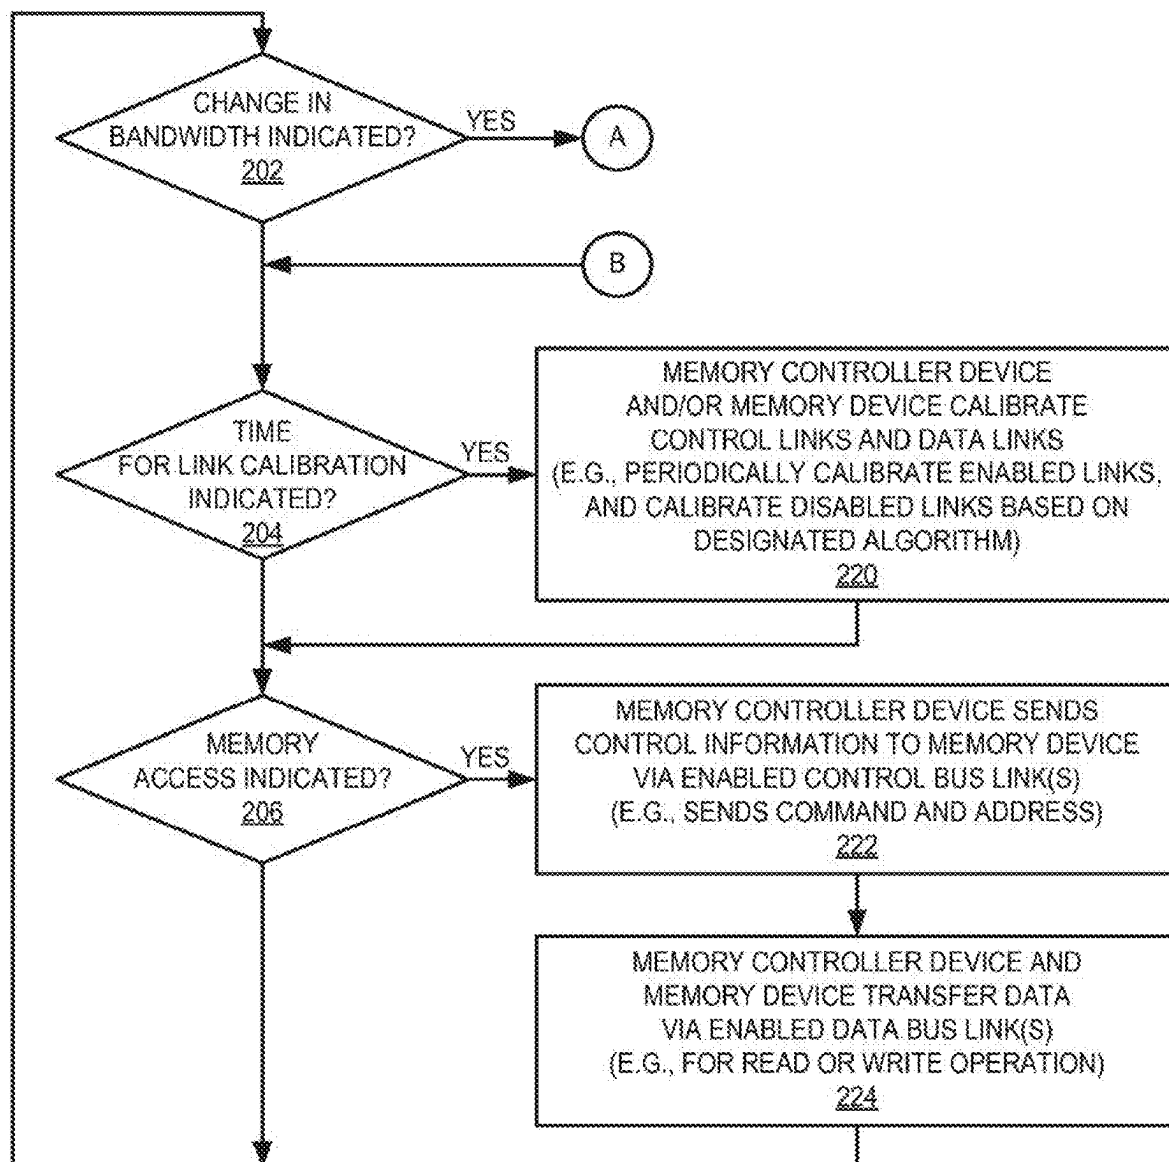 CHANGE IN
BANDWIDTH INDICATED?
202
YES
A
B
TIME
FOR LINK CALIBRATION
INDICATED?
204
YES
MEMORY CONTROLLER DEVICE
AND/OR MEMORY DEVICE CALIBRATE
CONTROL LINKS AND DATA LINKS
(E.G., PERIODICALLY CALIBRATE ENABLED LINKS,
AND CALIBRATE DISABLED LINKS BASED ON
DESIGNATED ALGORITHM)
220
MEMORY
ACCESS INDICATED?
206
YES
MEMORY CONTROLLER DEVICE SENDS
CONTROL INFORMATION TO MEMORY DEVICE
VIA ENABLED CONTROL BUS LINK(S)
(E.G., SENDS COMMAND AND ADDRESS)
222
MEMORY CONTROLLER DEVICE AND
MEMORY DEVICE TRANSFER DATA
VIA ENABLED DATA BUS LINK(S)
(E.G., FOR READ OR WRITE OPERATION)
224